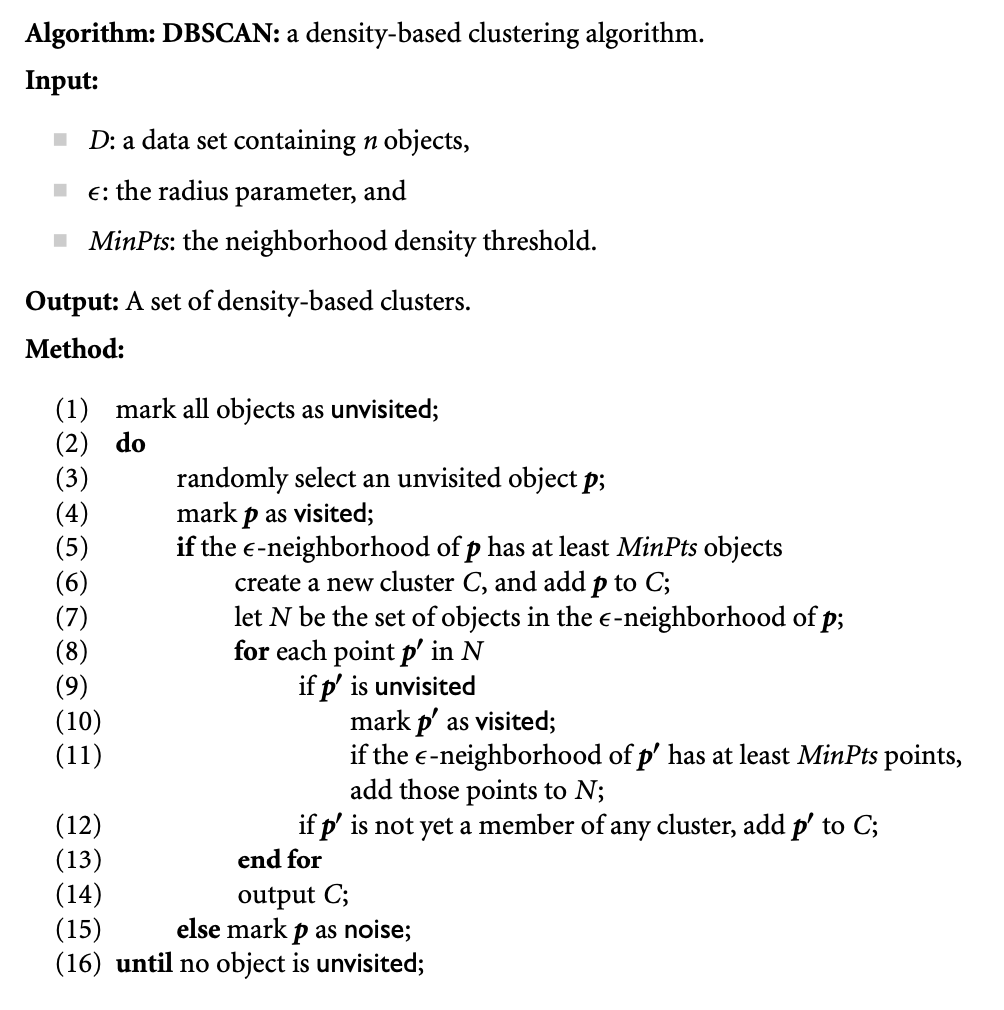 Algorithm: DBSCAN: a density-based clustering algorithm.
Input:
■ D: a data set containing n objects,
■ ϵ: the radius parameter, and
■ MinPts: the neighborhood density threshold.
Output: A set of density-based clusters.
Method:
(1) mark all objects as unvisited;
(2) do
(3) randomly select an unvisited object p;
(4) mark p as visited;
(5) if the ϵ-neighborhood of p has at least MinPts objects
(6) create a new cluster C, and add p to C;
(7) let N be the set of objects in the ϵ-neighborhood of p;
(8) for each point p′ in N
(9) if p′ is unvisited
(10) mark p′ as visited;
(11) if the ϵ-neighborhood of p′ has at least MinPts points,
add those points to N;
(12) if p′ is not yet a member of any cluster, add p′ to C;
(13) end for
(14) output C;
(15) else mark p as noise;
(16) until no object is unvisited;